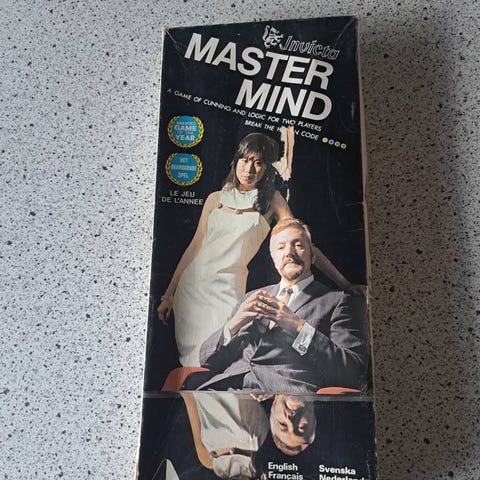 Invicta
MASTER
MIND
A GAME OF CUNNING AND LOGIC FOR TWO PLAYERS
BREAK THE CODE
GAME
YEAR
HET
SPEL
LE JEU
DE L'ANNEE
English
Français
Svenska